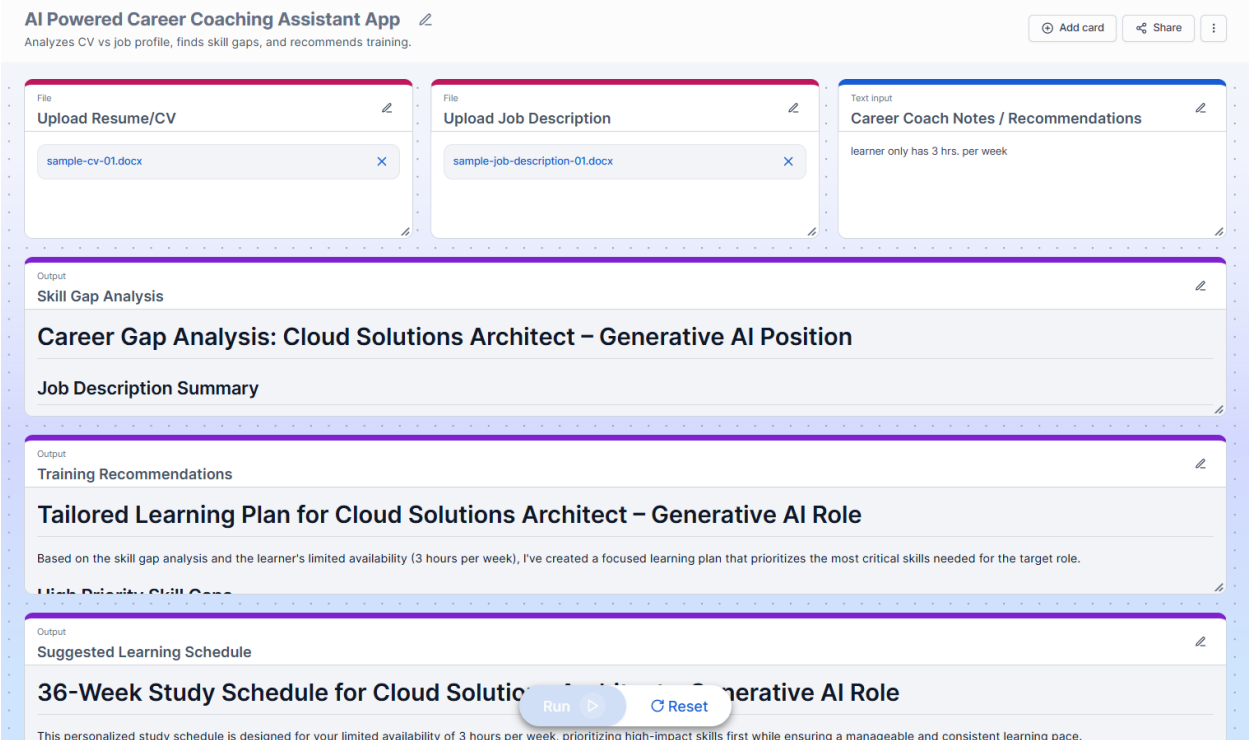 AI Powered Career Coaching Assistant App
Analyzes CV vs job profile, finds skill gaps, and recommends training.
Add card
Share
File
Upload Resume/CV
sample-cv-01.docx
File
Upload Job Description
sample-job-description-01.docx
Text input
Career Coach Notes / Recommendations
learner only has 3 hrs. per week
Output
Skill Gap Analysis
Career Gap Analysis: Cloud Solutions Architect – Generative AI Position
Job Description Summary
Output
Training Recommendations
Tailored Learning Plan for Cloud Solutions Architect – Generative AI Role
Based on the skill gap analysis and the learner's limited availability (3 hours per week), I've created a focused learning plan that prioritizes the most critical skills needed for the target role.
High Priority Skill Gaps
Output
Suggested Learning Schedule
36-Week Study Schedule for Cloud Solutions Architect – Generative AI Role
Run
Reset
This personalized study schedule is designed for your limited availability of 3 hours per week, prioritizing high-impact skills first while ensuring a manageable and consistent learning pace.